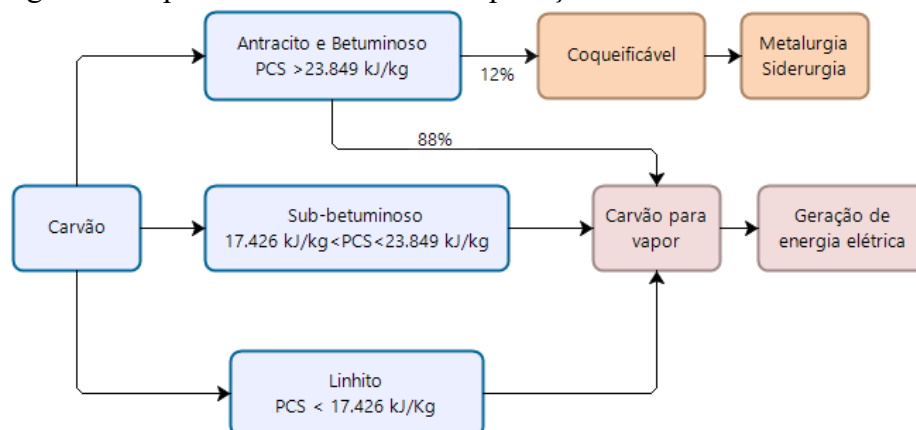 Antracito e Betuminoso
PCS >23.849 kJ/kg
12%
Coqueificável
Metalurgia
Siderurgia
88%
Carvão
Sub-betuminoso
17.426 kJ/kg<PCS<23.849 kJ/kg
Carvão para
vapor
Geração de
energia elétrica
Linhito
PCS < 17.426 kJ/Kg